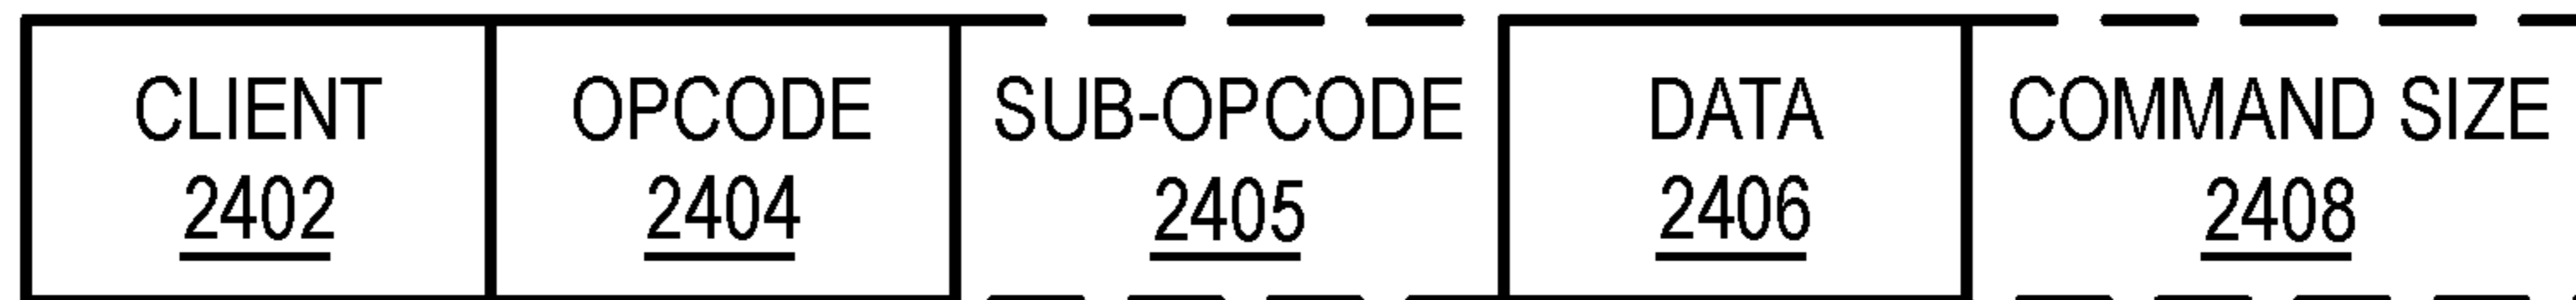 CLIENT OPCODE SUB-OPCODE DATA COMMAND SIZE
2402 2404 2405 2406 2408